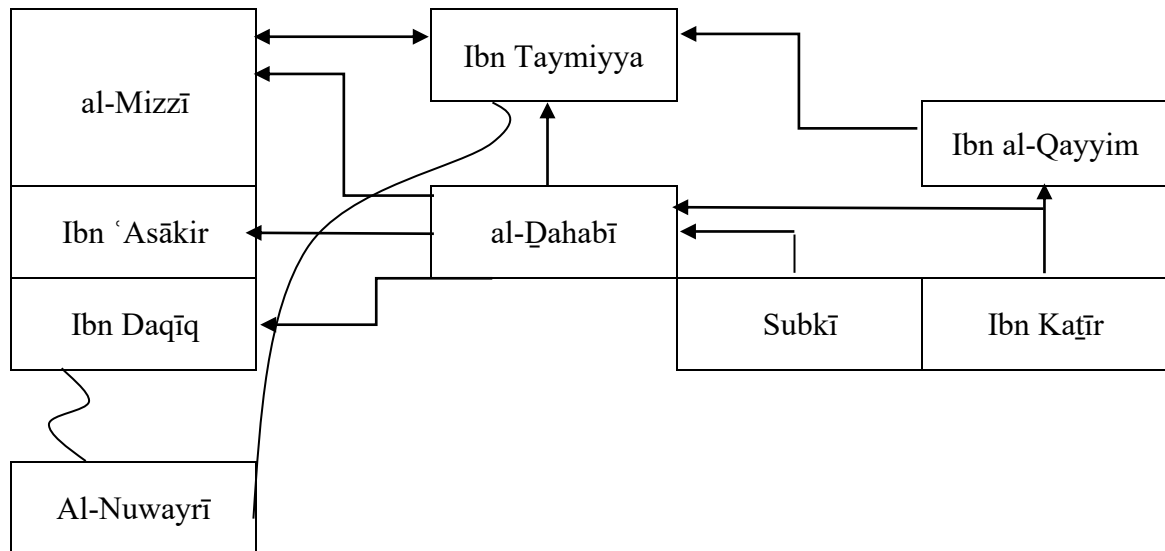 Ibn Taymiyya
al-Mizzī
Ibn al-Qayyim
Ibn ʿAsākir
al-Ḏahabī
Ibn Daqīq
Subkī
Ibn Kaṯīr
Al-Nuwayrī